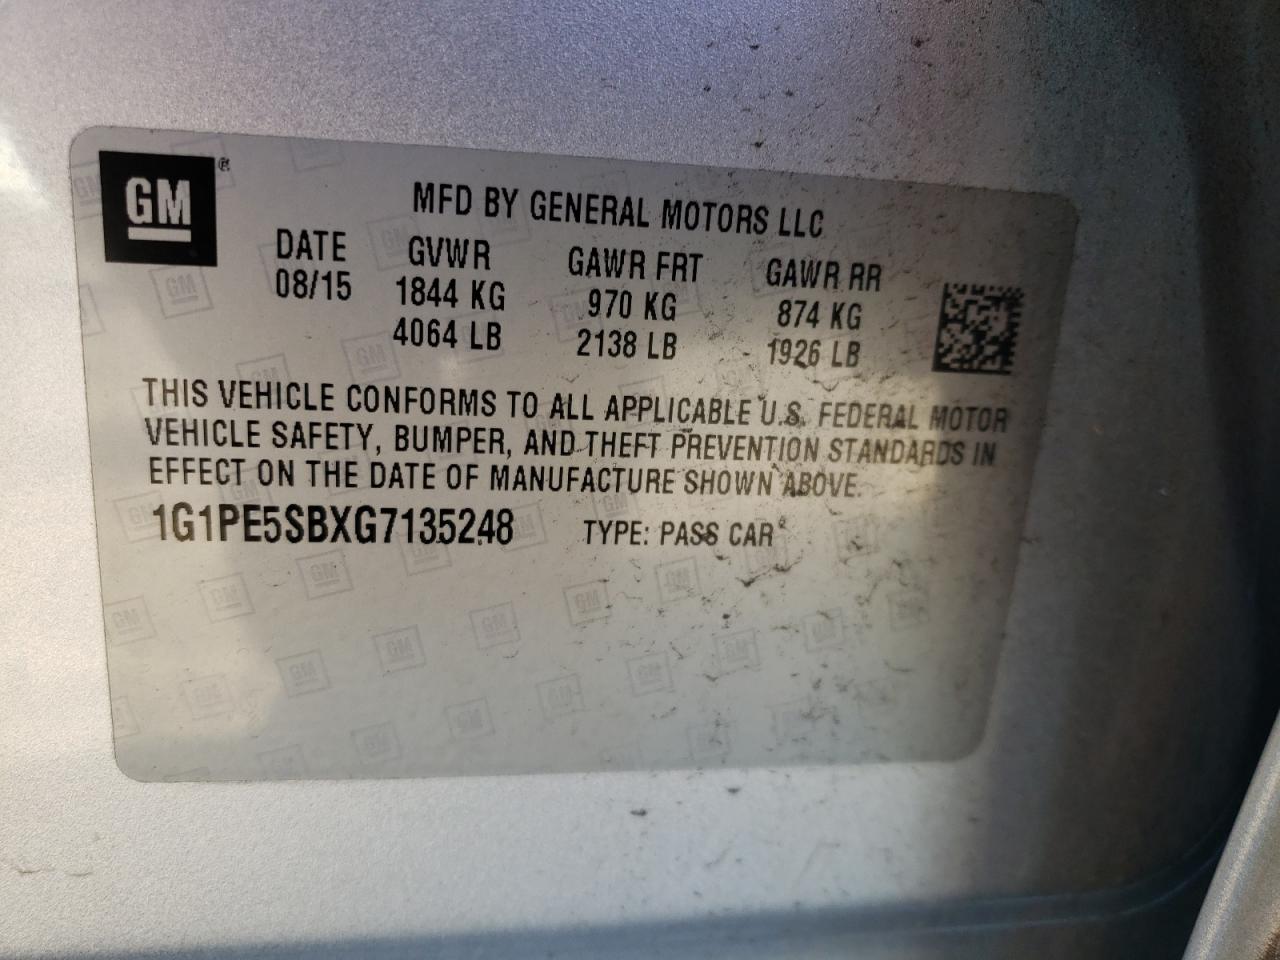 GM ®
MFD BY GENERAL MOTORS LLC
DATE GVWR GAWR FRT GAWR RR
08/15 1844 KG 970 KG 874 KG
4064 LB 2138 LB 1926 LB
THIS VEHICLE CONFORMS TO ALL APPLICABLE U.S. FEDERAL MOTOR
VEHICLE SAFETY, BUMPER, AND THEFT PREVENTION STANDARDS IN
EFFECT ON THE DATE OF MANUFACTURE SHOWN ABOVE.
1G1PE5SBXG7135248 TYPE: PASS CAR